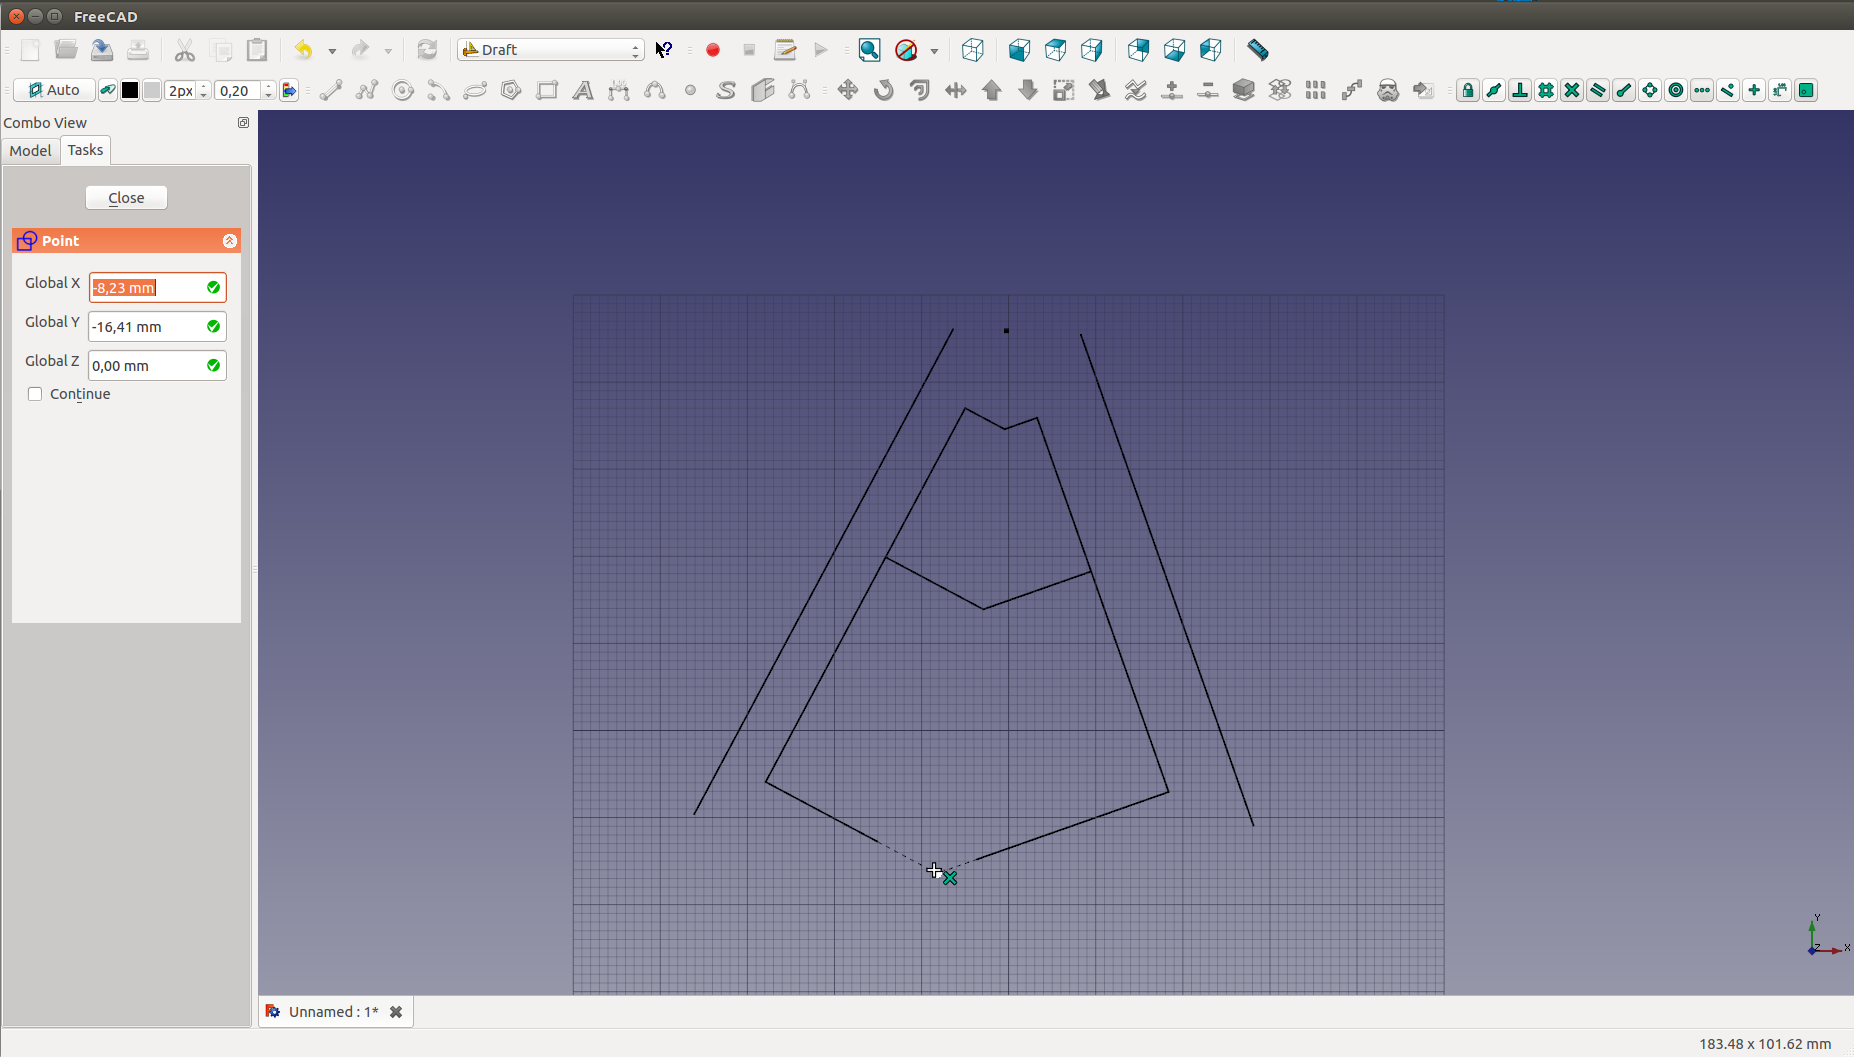 FreeCAD
Draft
Auto
2px
0,20
Combo View
Model
Tasks
Close
Point
Global X
-8,23 mm
Global Y
-16,41 mm
Global Z
0,00 mm
Continue
Y
Z
X
Unnamed : 1*
183.48 x 101.62 mm